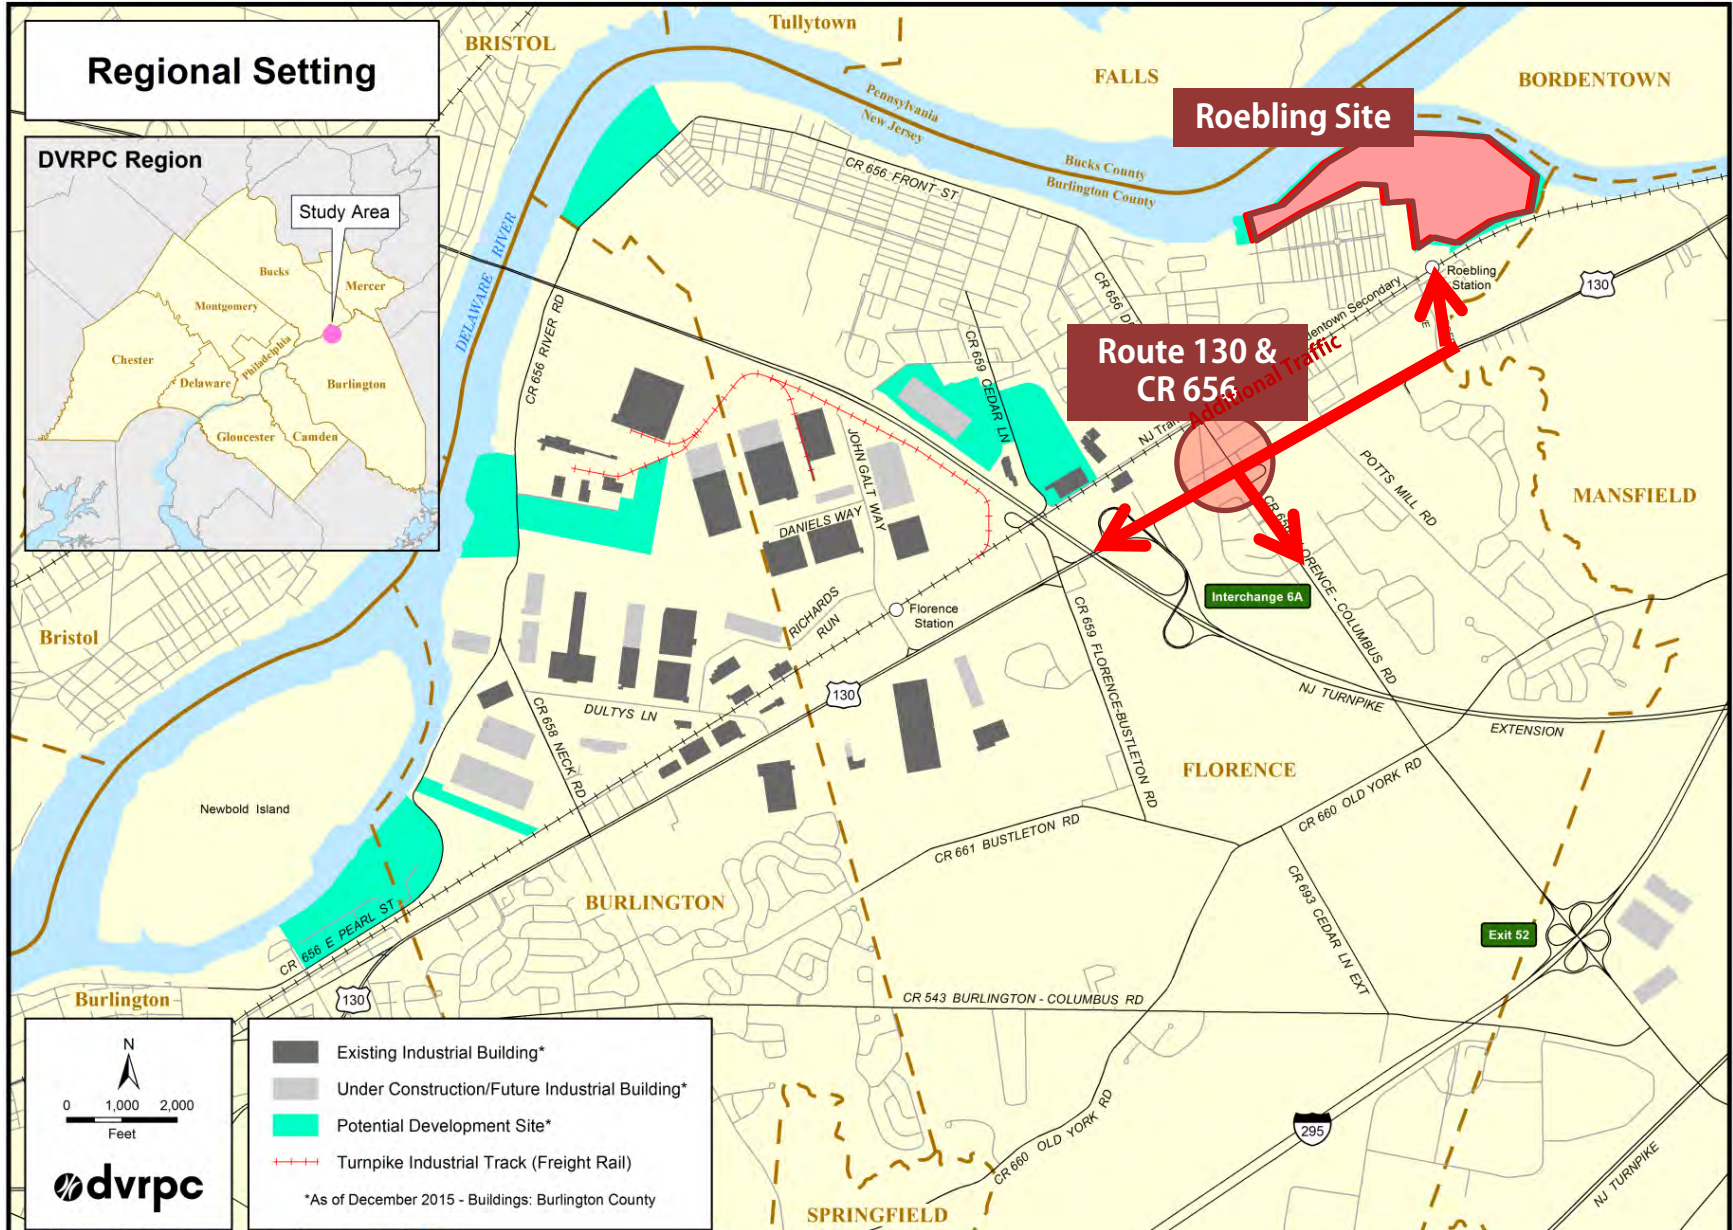 Regional Setting
DVRPC Region
Study Area
Bucks
Mercer
Montgomery
Chester
Philadelphia
Delaware
Burlington
Gloucester
Camden
BRISTOL
Tullytown
FALLS
BORDENTOWN
Pennsylvania
New Jersey
Bucks County
Burlington County
Roebling Site
CR 656 FRONT ST
DELAWARE RIVER
CR 656 RIVER RD
Roebling
Station
130
CR 659 CEDAR LN
Route 130 &
CR 656
Additional Traffic
JOHN GALT WAY
DANIELS WAY
POTTS MILL RD
MANSFIELD
RICHARDS
RUN
Florence
Station
Interchange 6A
CR 659 FLORENCE-BUSTLETON RD
Bristol
130
DULTYS LN
CR 658 NECK RD
NJ TURNPIKE
EXTENSION
FLORENCE
Newbold Island
CR 661 BUSTLETON RD
CR 660 OLD YORK RD
CR 693 CEDAR LN EXT
BURLINGTON
CR 656 E PEARL ST
Exit 52
Burlington
130
CR 543 BURLINGTON - COLUMBUS RD
CR 660 OLD YORK RD
295
NJ TURNPIKE
SPRINGFIELD
N
0 1,000 2,000
Feet
dvrpc
Existing Industrial Building*
Under Construction/Future Industrial Building*
Potential Development Site*
Turnpike Industrial Track (Freight Rail)
*As of December 2015 - Buildings: Burlington County